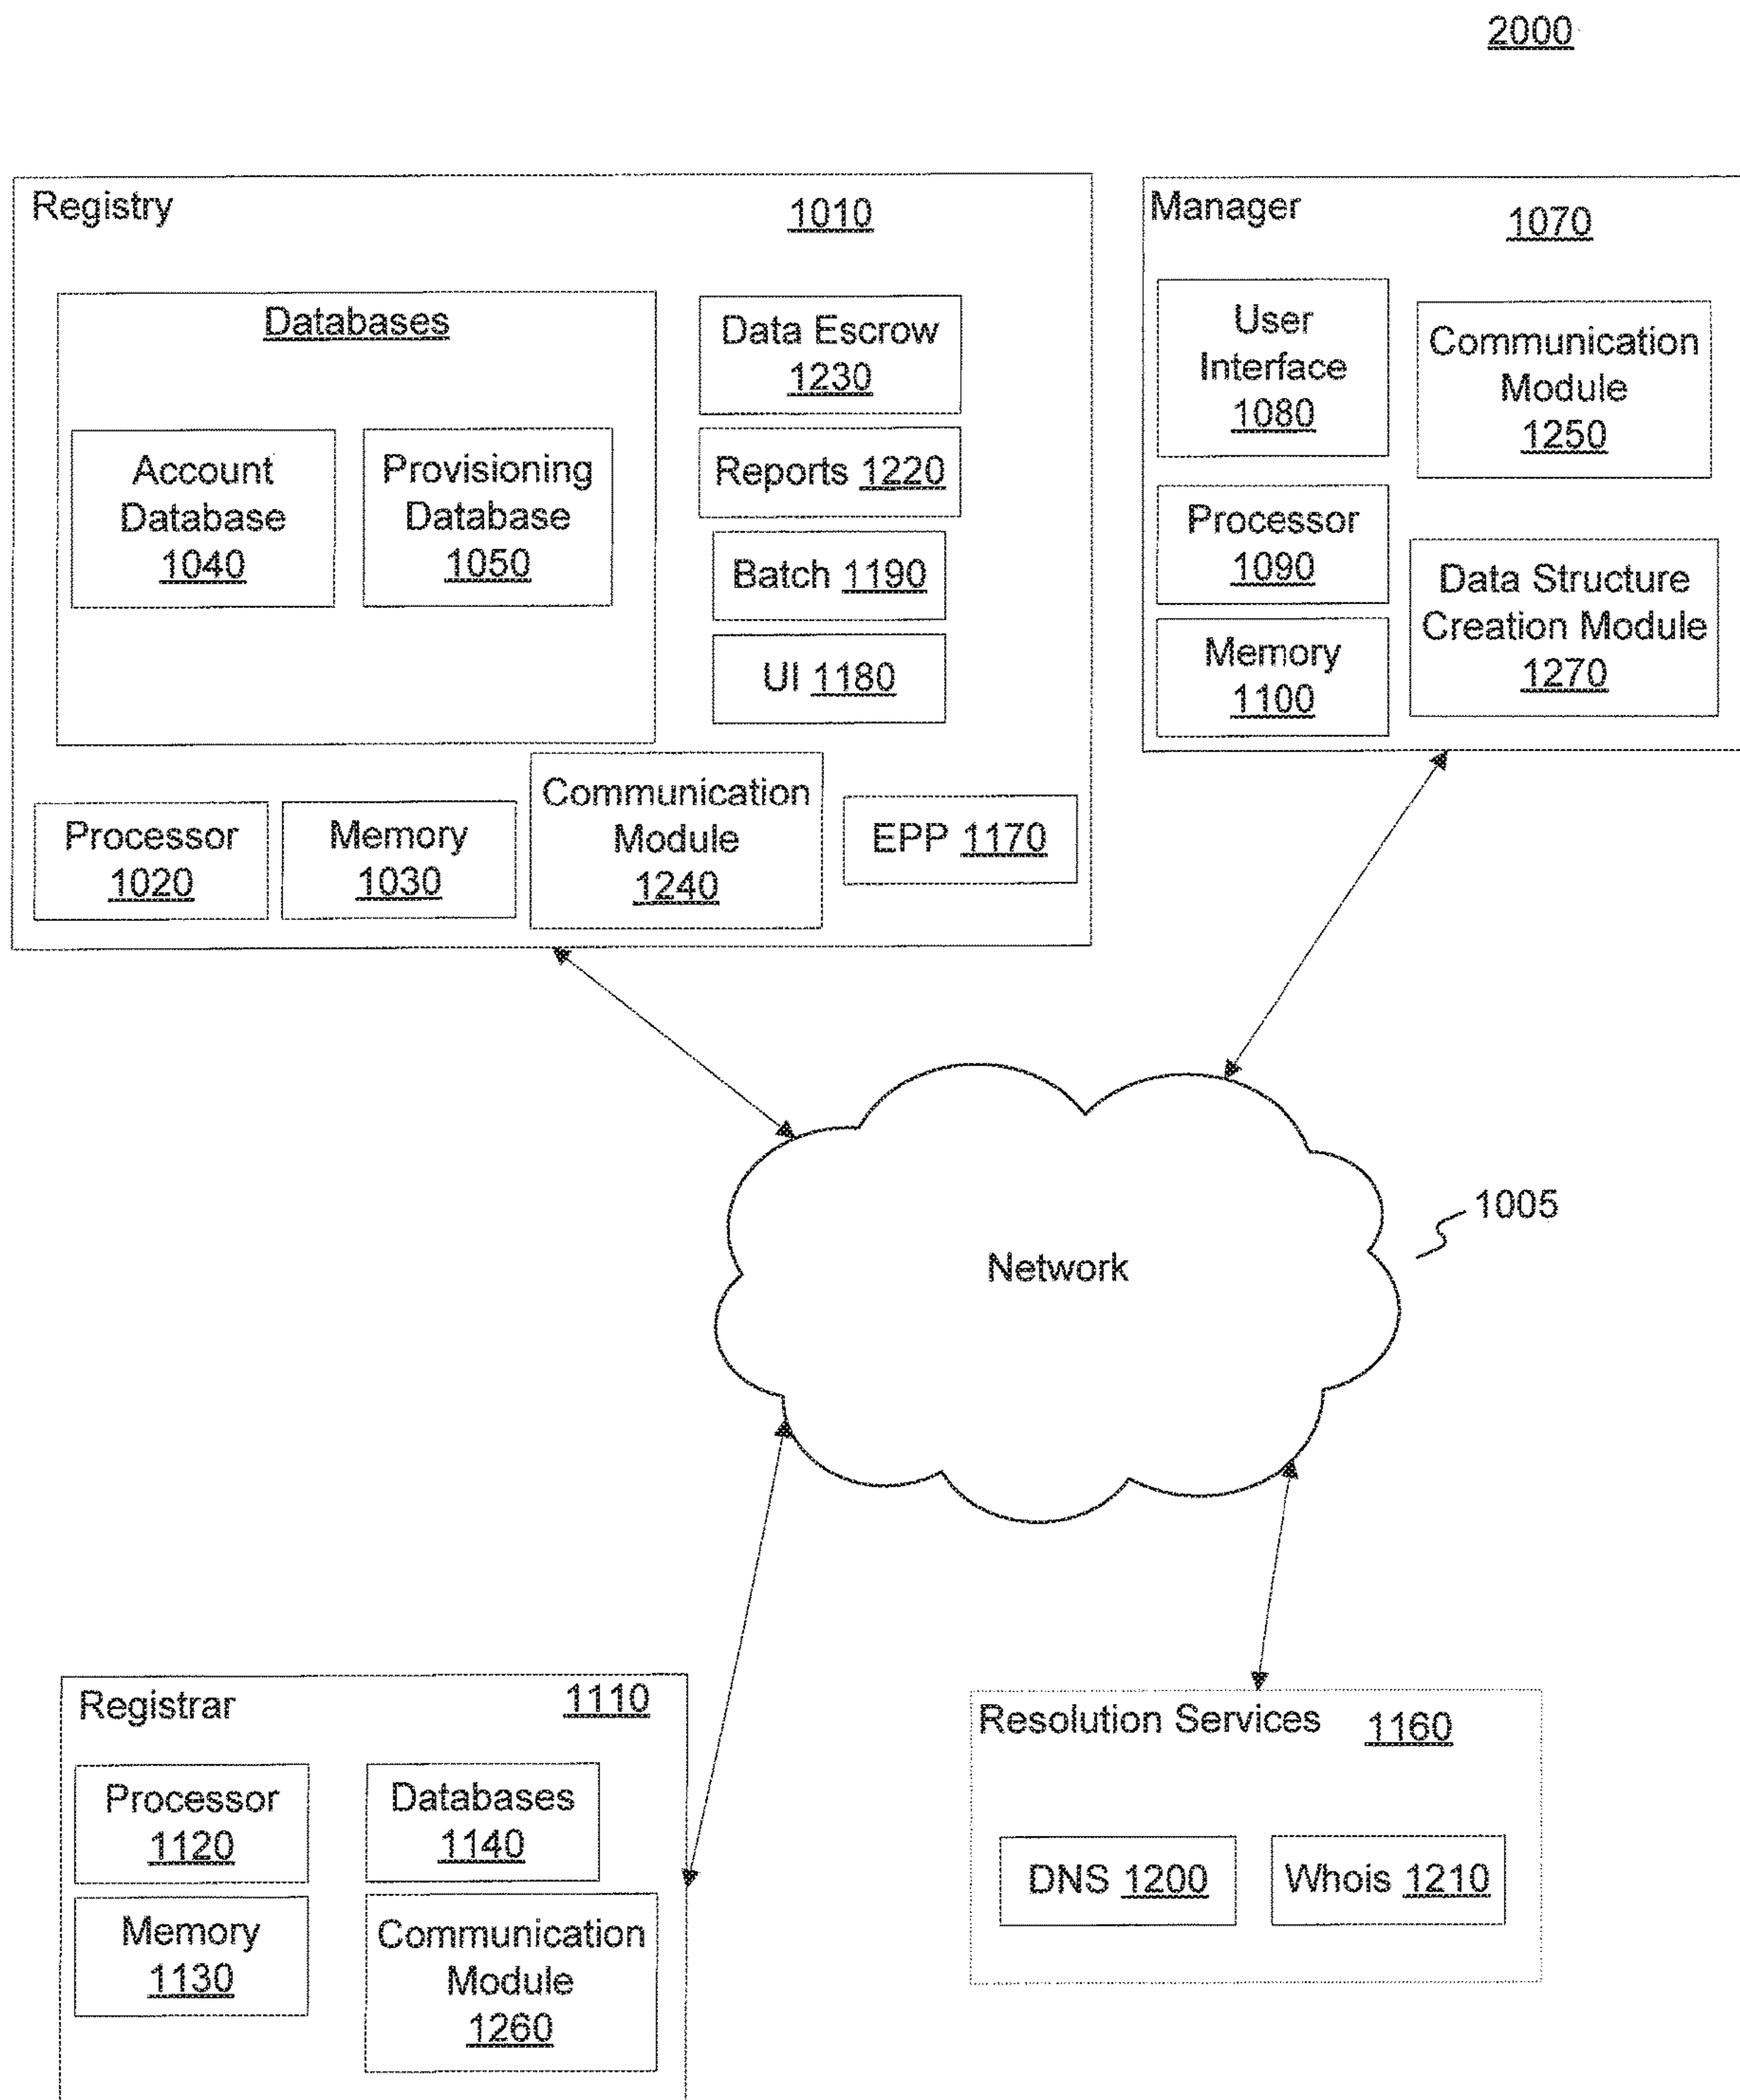 2000
Registry
1010
Databases
Account
Database
1040
Provisioning
Database
1050
Data Escrow
1230
Reports 1220
Batch 1190
UI 1180
Processor
1020
Memory
1030
Communication
Module
1240
EPP 1170
Manager
1070
User
Interface
1080
Communication
Module
1250
Processor
1090
Data Structure
Creation Module
1270
Memory
1100
Network
1005
Registrar
1110
Processor
1120
Databases
1140
Memory
1130
Communication
Module
1260
Resolution Services
1160
DNS 1200
Whois 1210